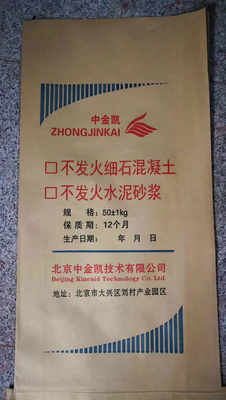 中金凯
ZHONGJINKAI
□不发火细石混凝土
□不发火水泥砂浆
规 格: 50±1kg
保质期: 12个月
生产日期: 年 月 日
北京中金凯技术有限公司
Beijing Kincaid Technology Co. Ltd.
地址: 北京市大兴区刘村产业园区